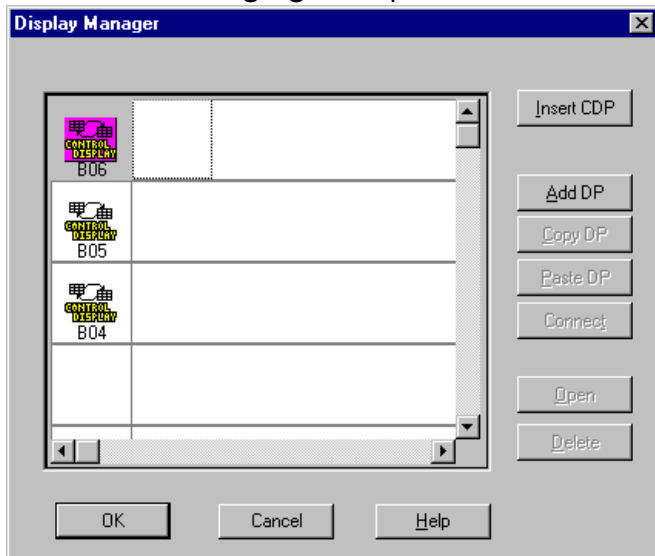 Display Manager
CONTROL
DISPLAY
B06
CONTROL
DISPLAY
B05
CONTROL
DISPLAY
B04
Insert CDP
Add DP
Copy DP
Paste DP
Connect
Open
Delete
OK
Cancel
Help